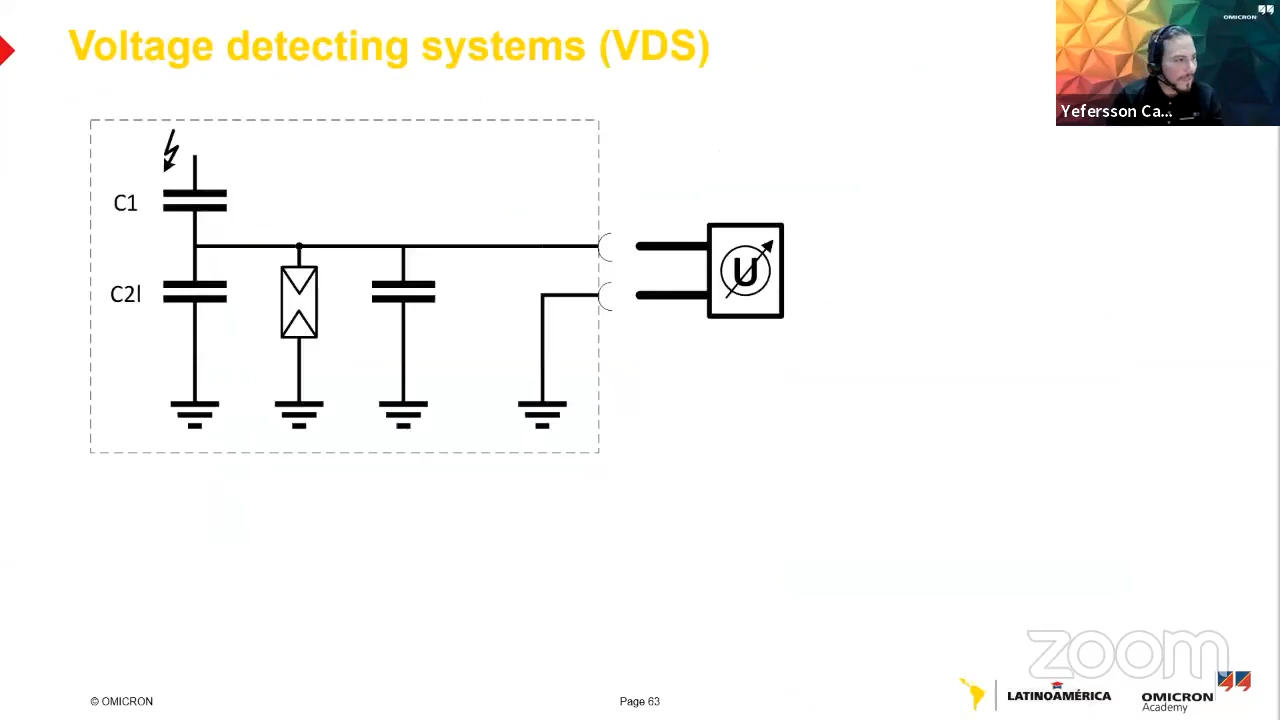 Voltage detecting systems (VDS)
OMICRON
Yefersson Ca...
C1
C2l
U
zoom
© OMICRON
Page 63
LATINOAMÉRICA
OMICRON
Academy